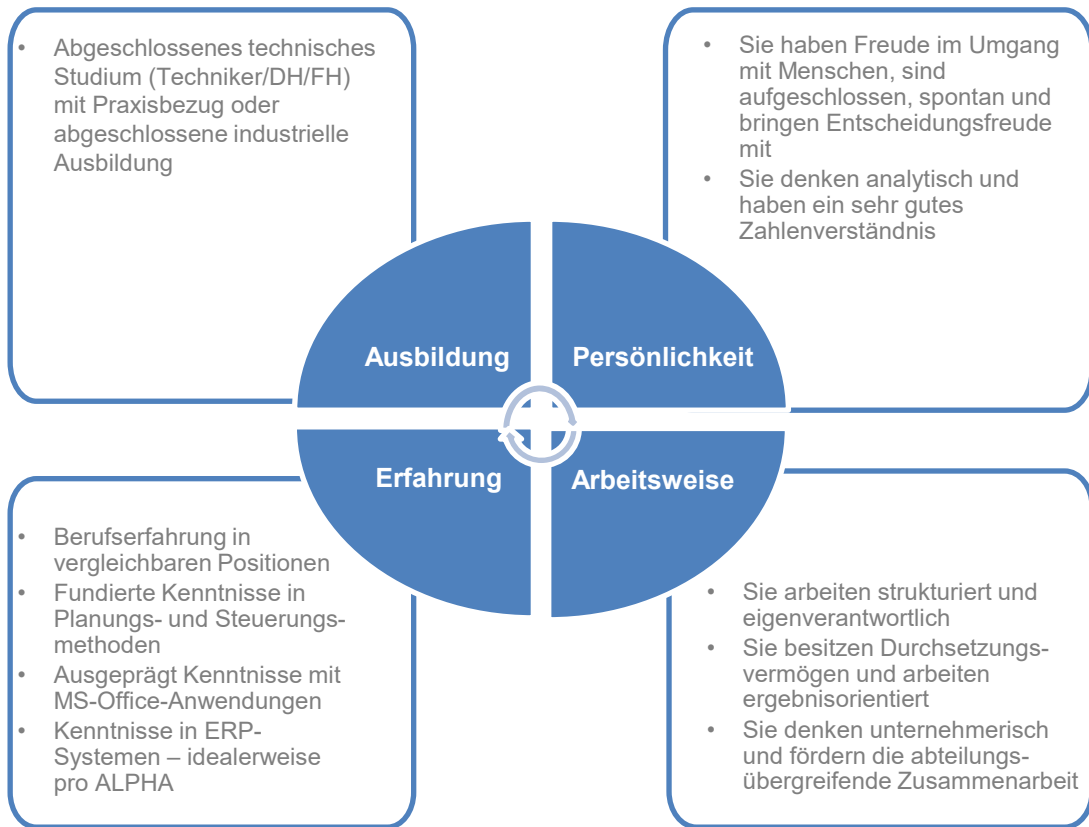 • Abgeschlossenes technisches
Studium (Techniker/DH/FH)
mit Praxisbezug oder
abgeschlossene industrielle
Ausbildung
• Sie haben Freude im Umgang
mit Menschen, sind
aufgeschlossen, spontan und
bringen Entscheidungsfreude
mit
• Sie denken analytisch und
haben ein sehr gutes
Zahlenverständnis
Ausbildung
Persönlichkeit
Erfahrung
Arbeitsweise
• Berufserfahrung in
vergleichbaren Positionen
• Fundierte Kenntnisse in
Planungs- und Steuerungs-
methoden
• Ausgeprägt Kenntnisse mit
MS-Office-Anwendungen
• Kenntnisse in ERP-
Systemen – idealerweise
pro ALPHA
• Sie arbeiten strukturiert und
eigenverantwortlich
• Sie besitzen Durchsetzungs-
vermögen und arbeiten
ergebnisorientiert
• Sie denken unternehmerisch
und fördern die abteilungs-
übergreifende Zusammenarbeit